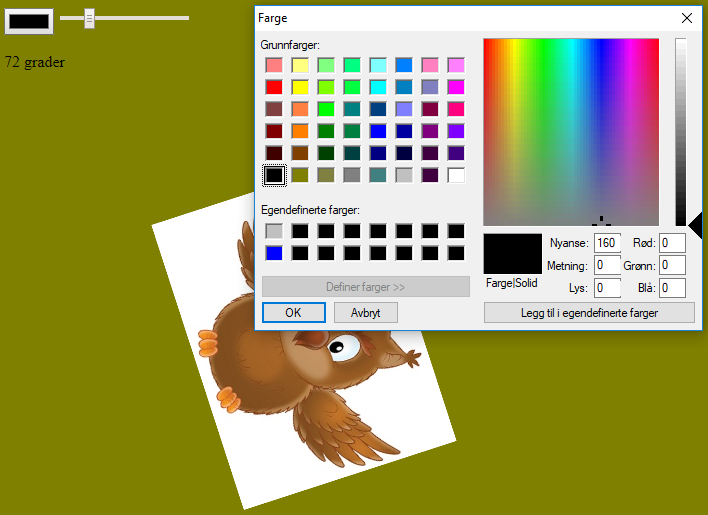 72 grader
Farge
Grunnfarger:
Egendefinerte farger:
Definer farger >>
OK
Avbryt
Farge|Solid
Nyanse: 160
Metning: 0
Lys: 0
Rød: 0
Grønn: 0
Blå: 0
Legg til i egendefinerte farger